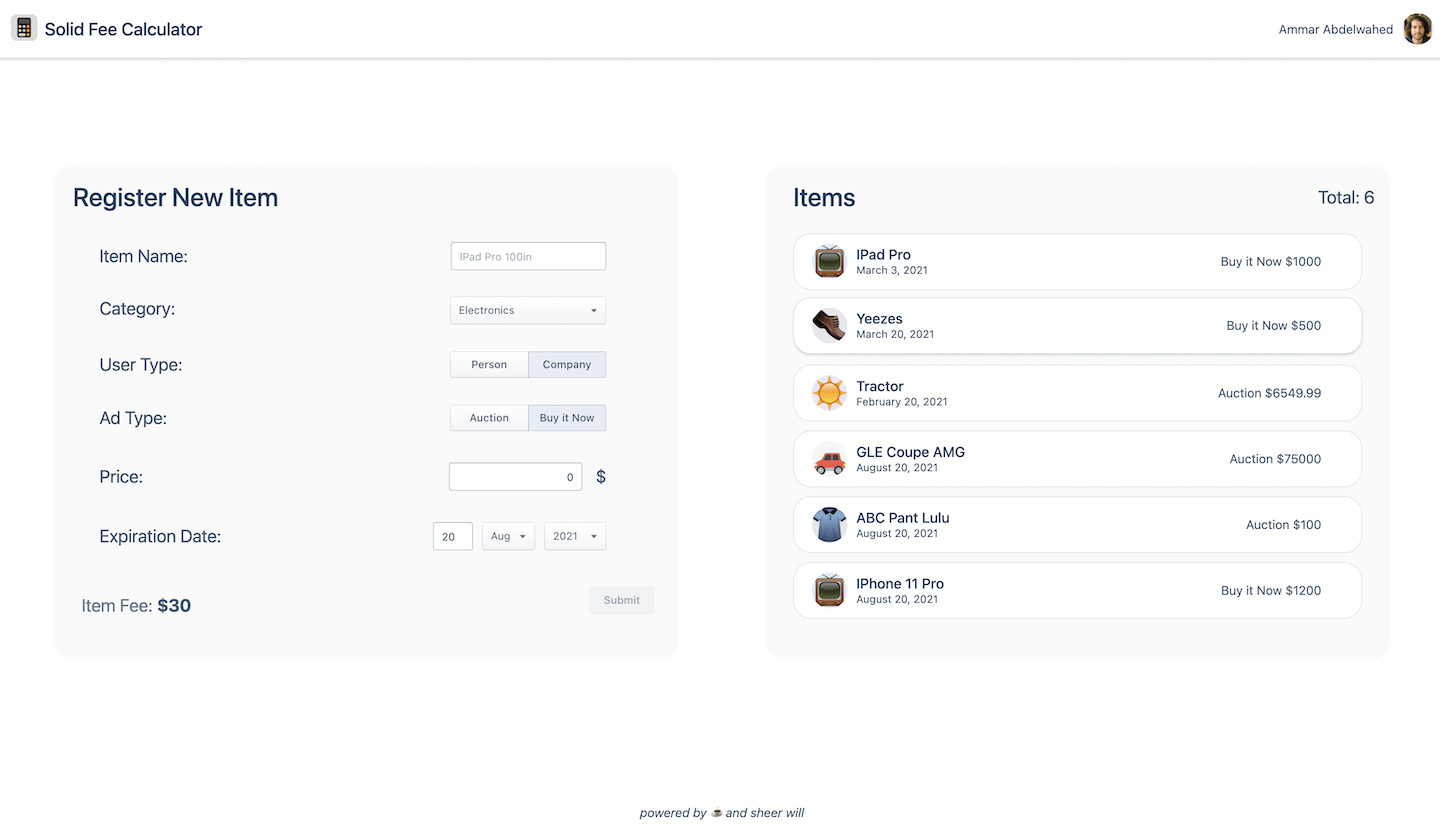 Solid Fee Calculator
Ammar Abdelwahed
Register New Item
Item Name:
IPad Pro 100in
Category:
Electronics
User Type:
Person
Company
Ad Type:
Auction
Buy it Now
Price:
0
$
Expiration Date:
20
Aug
2021
Item Fee: $30
Submit
Items
Total: 6
IPad Pro
March 3, 2021
Buy it Now $1000
Yeezes
March 20, 2021
Buy it Now $500
Tractor
February 20, 2021
Auction $6549.99
GLE Coupe AMG
August 20, 2021
Auction $75000
ABC Pant Lulu
August 20, 2021
Auction $100
IPhone 11 Pro
August 20, 2021
Buy it Now $1200
powered by ☕ and sheer will